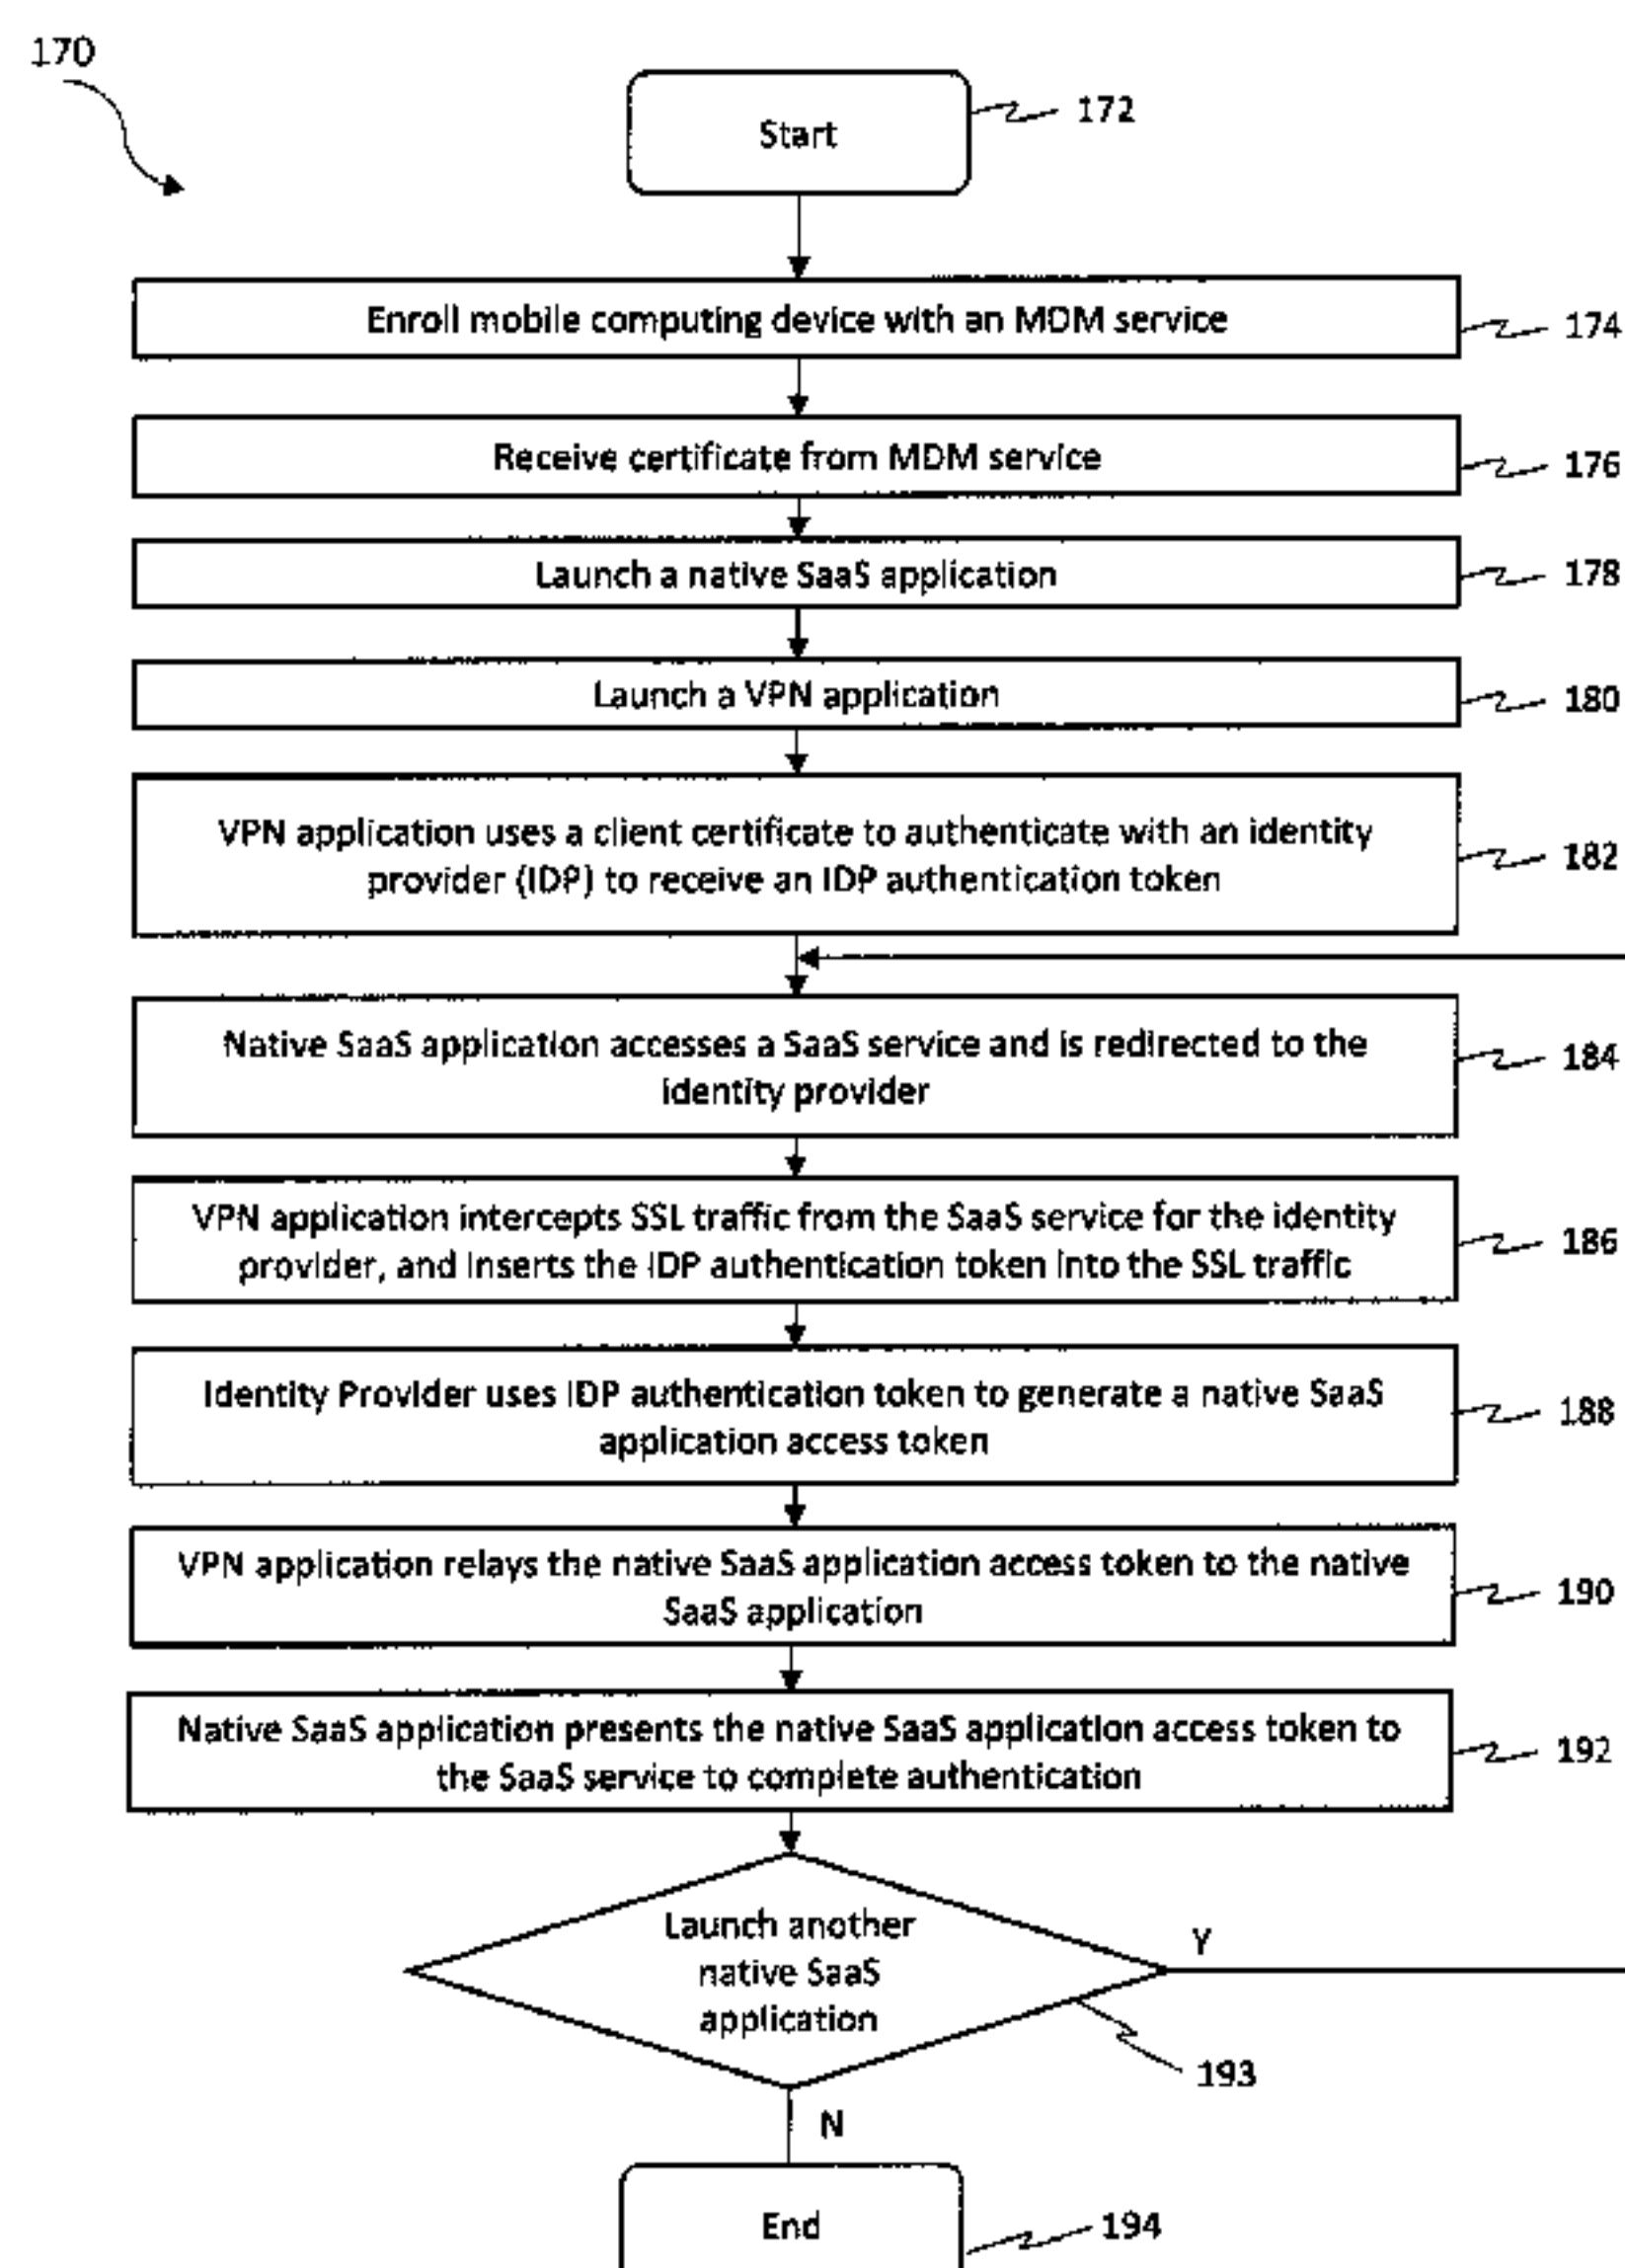 170
Start
172
Enroll mobile computing device with an MDM service
174
Receive certificate from MDM service
176
Launch a native SaaS application
178
Launch a VPN application
180
VPN application uses a client certificate to authenticate with an identity
provider (IDP) to receive an IDP authentication token
182
Native SaaS application accesses a SaaS service and is redirected to the
identity provider
184
VPN application intercepts SSL traffic from the SaaS service for the identity
provider, and inserts the IDP authentication token into the SSL traffic
186
Identity Provider uses IDP authentication token to generate a native SaaS
application access token
188
VPN application relays the native SaaS application access token to the native
SaaS application
190
Native SaaS application presents the native SaaS application access token to
the SaaS service to complete authentication
192
Launch another
native SaaS
application
Y
193
N
End
194